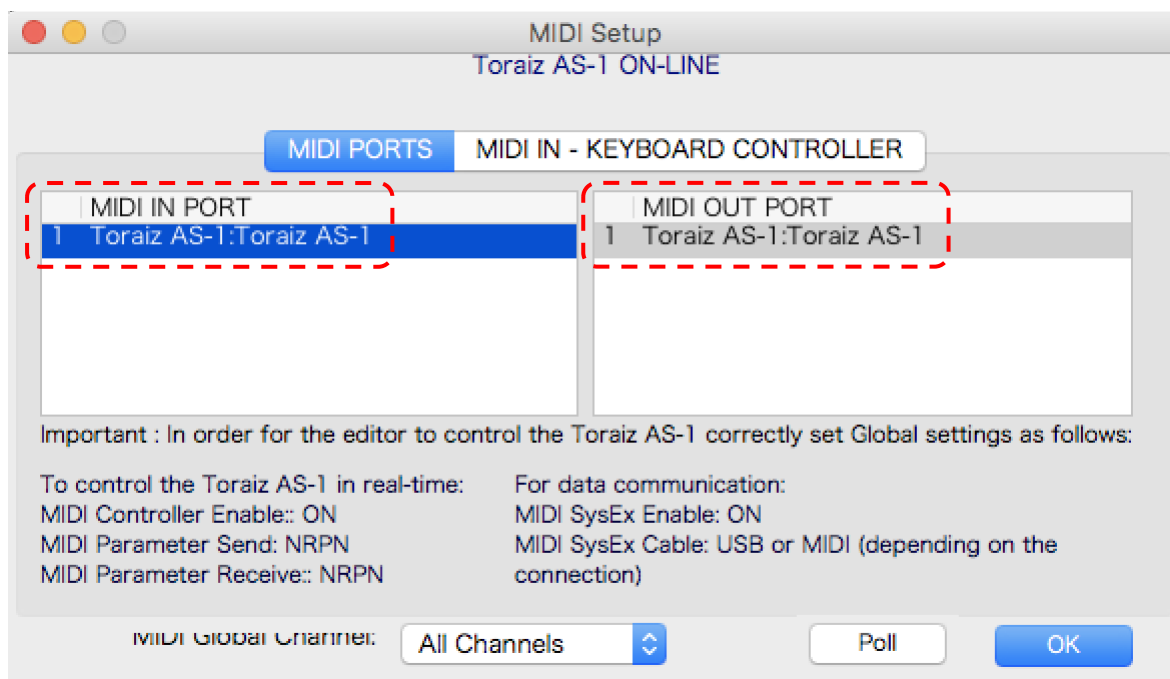 MIDI Setup
Toraiz AS-1 ON-LINE
MIDI PORTS MIDI IN - KEYBOARD CONTROLLER
MIDI IN PORT MIDI OUT PORT
1 Toraiz AS-1:Toraiz AS-1 1 Toraiz AS-1:Toraiz AS-1
Important : In order for the editor to control the Toraiz AS-1 correctly set Global settings as follows:
To control the Toraiz AS-1 in real-time:
MIDI Controller Enable:: ON
MIDI Parameter Send: NRPN
MIDI Parameter Receive:: NRPN
For data communication:
MIDI SysEx Enable: ON
MIDI SysEx Cable: USB or MIDI (depending on the
connection)
MIDI Global Channel: All Channels Poll OK